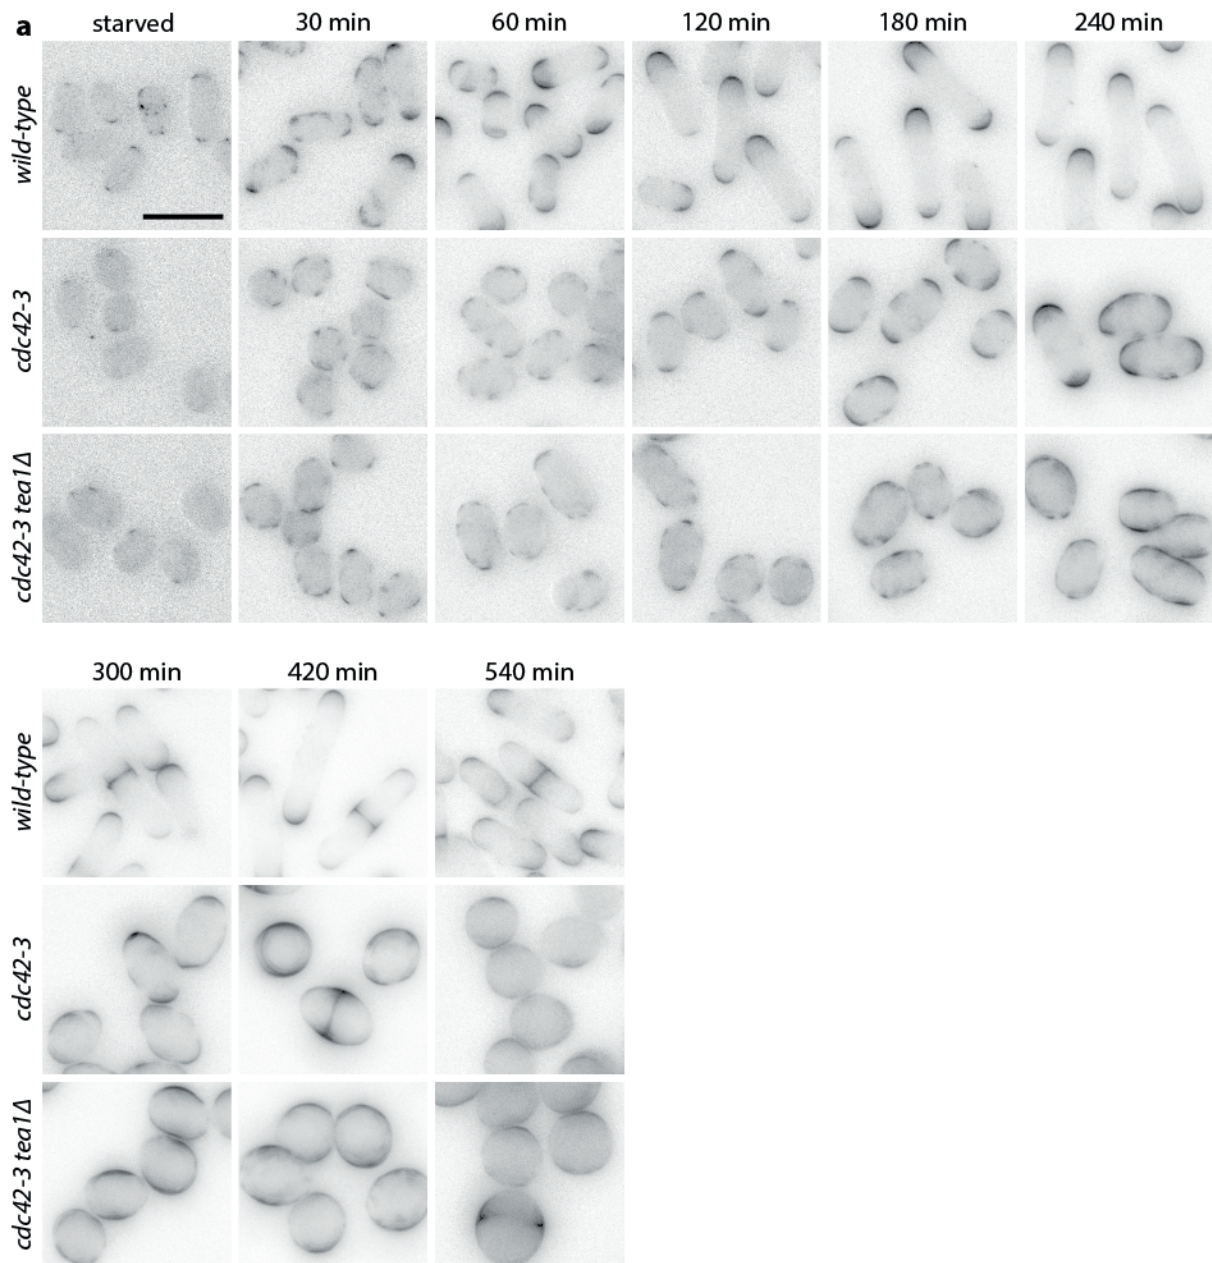 a
starved 30 min 60 min 120 min 180 min 240 min
wild-type
cdc42-3
cdc42-3 tea1Δ
300 min 420 min 540 min
wild-type
cdc42-3
cdc42-3 tea1Δ